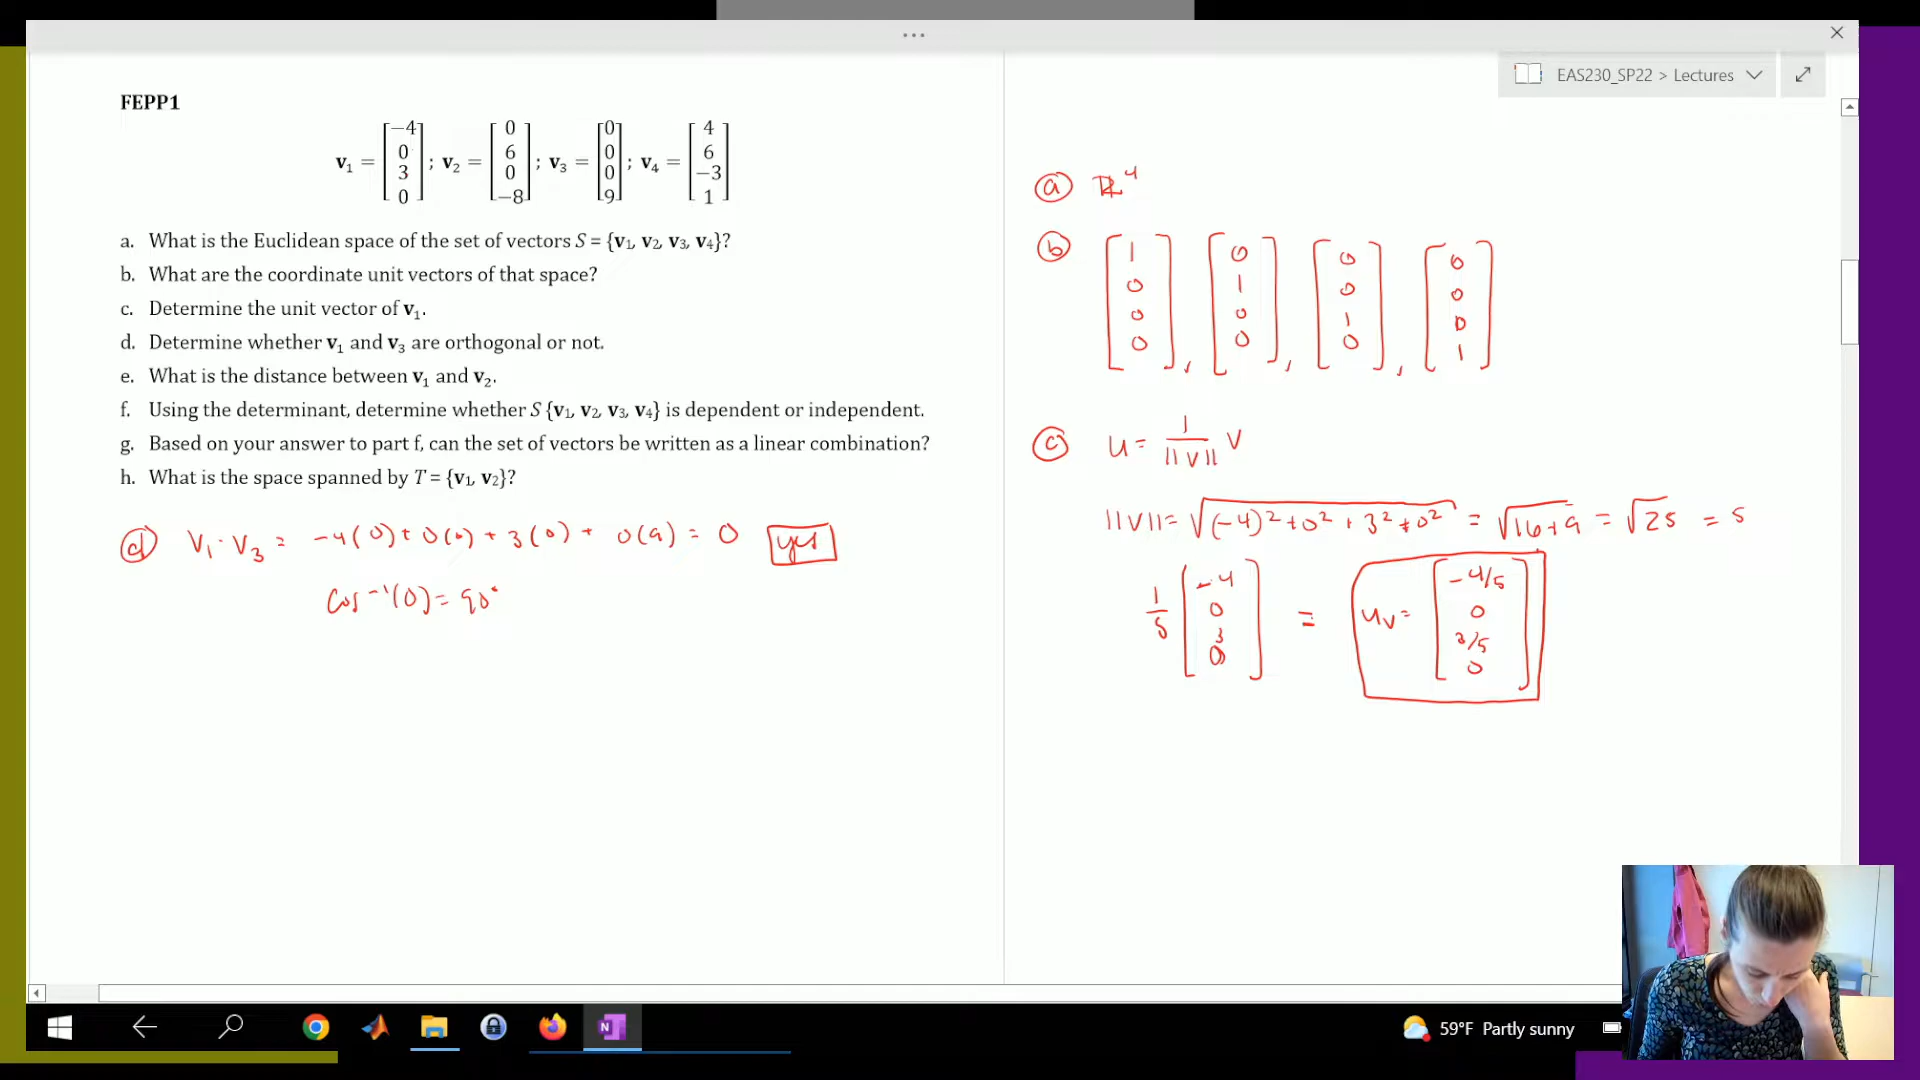 EAS230_SP22 > Lectures
FEPP1
v₁ = [−4 0 3 0] ; v₂ = [0 6 0 −8] ; v₃ = [0 0 0 9] ; v₄ = [4 6 −3 1]
a. What is the Euclidean space of the set of vectors S = {v₁, v₂, v₃, v₄}?
b. What are the coordinate unit vectors of that space?
c. Determine the unit vector of v₁.
d. Determine whether v₁ and v₃ are orthogonal or not.
e. What is the distance between v₁ and v₂.
f. Using the determinant, determine whether S {v₁, v₂, v₃, v₄} is dependent or independent.
g. Based on your answer to part f, can the set of vectors be written as a linear combination?
h. What is the space spanned by T = {v₁, v₂}?
(d) v₁ · v₃ = -4(0) + 0(0) + 3(0) + 0(9) = 0 yes
cos⁻¹(0) = 90°
(a) ℝ⁴
(b) [1 0 0 0], [0 1 0 0], [0 0 1 0], [0 0 0 1]
(c) u = 1/||v|| v
||v|| = √((-4)² + 0² + 3² + 0²) = √(16+9) = √25 = 5
1/5 [-4 0 3 0] = u_v = [-4/5 0 3/5 0]
59°F Partly sunny